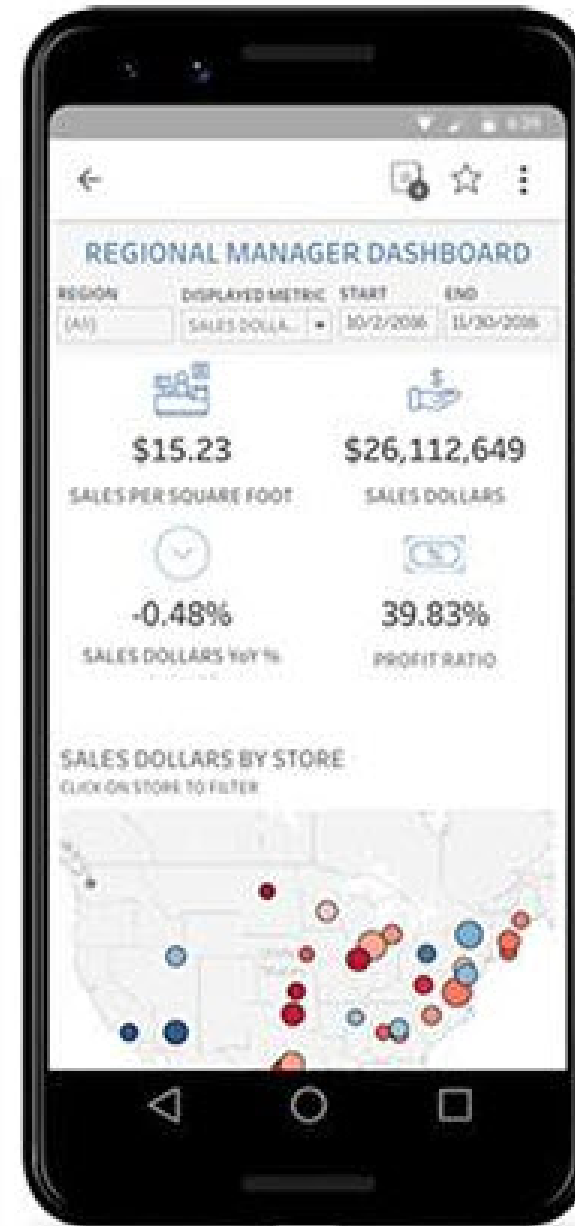 6:39
REGIONAL MANAGER DASHBOARD
REGION DISPLAYED METRIC START END
(All) SALES DOLLA... 10/2/2016 11/30/2016
$
$15.23 $26,112,649
SALES PER SQUARE FOOT SALES DOLLARS
%
-0.48% 39.83%
SALES DOLLARS YoY % PROFIT RATIO
SALES DOLLARS BY STORE
CLICK ON STORE TO FILTER